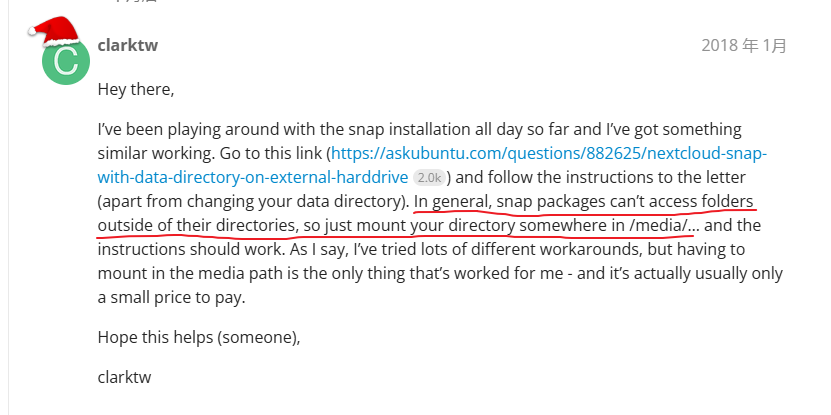 clarktw
2018 年 1月
C
Hey there,
I’ve been playing around with the snap installation all day so far and I’ve got something
similar working. Go to this link (https://askubuntu.com/questions/882625/nextcloud-snap-
with-data-directory-on-external-harddrive 2.0k) and follow the instructions to the letter
(apart from changing your data directory). In general, snap packages can’t access folders
outside of their directories, so just mount your directory somewhere in /media/… and the
instructions should work. As I say, I’ve tried lots of different workarounds, but having to
mount in the media path is the only thing that’s worked for me - and it’s actually usually only
a small price to pay.
Hope this helps (someone),
clarktw